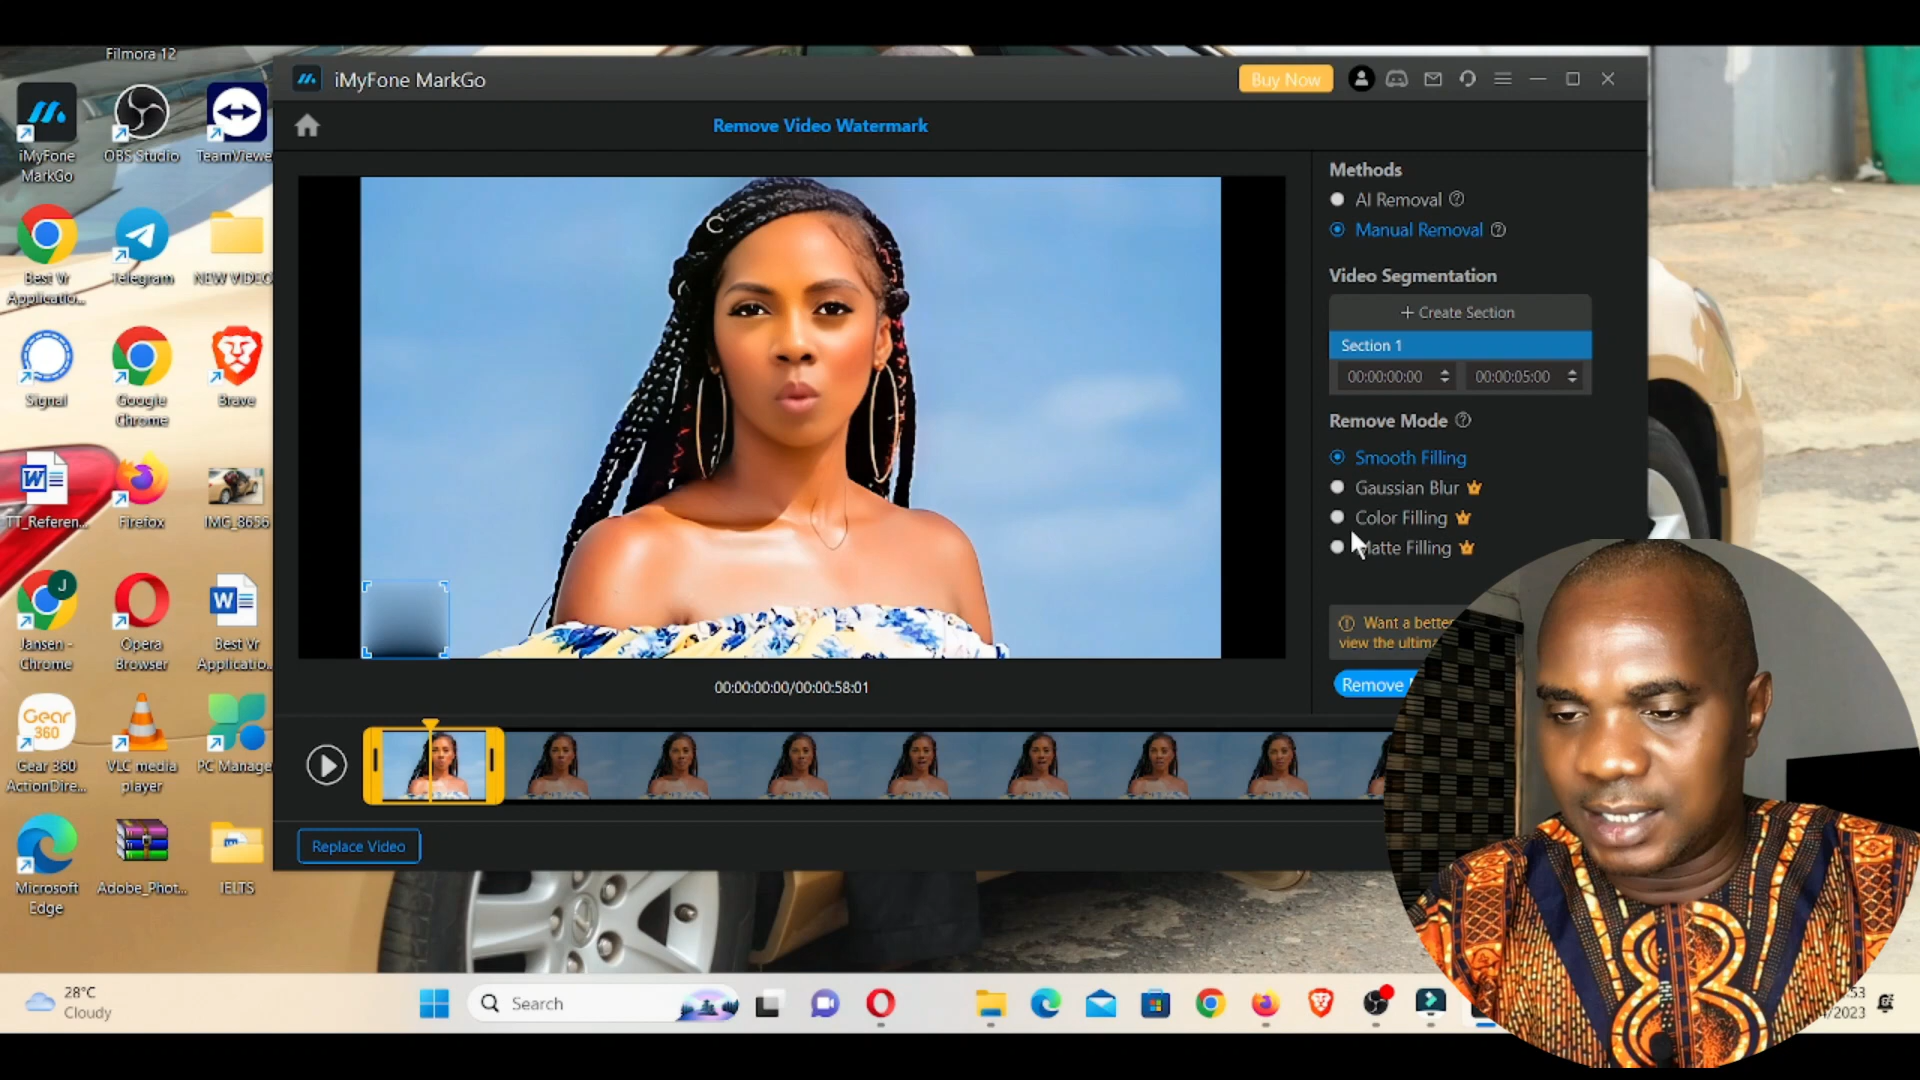 Filmora 12
iMyFone MarkGo
Buy Now
Remove Video Watermark
iMyFone
MarkGo
OBS Studio
TeamViewe
Best Vr
Applicatio...
Telegram
NEW VIDEO
Signal
Google
Chrome
Brave
TT_Referen...
Firefox
IMG_8656
Jansen -
Chrome
Opera
Browser
Best Vr
Applicatio...
Gear
360
Gear 360
ActionDire...
VLC media
player
PC Manage
Microsoft
Edge
Adobe_Phot...
IELTS
Methods
AI Removal
Manual Removal
Video Segmentation
+ Create Section
Section 1
00:00:00:00
00:00:05:00
Remove Mode
Smooth Filling
Gaussian Blur
Color Filling
Matte Filling
Want a bette
view the ultima
Remove
00:00:00:00/00:00:58:01
Replace Video
28°C
Cloudy
Search
53
/2023